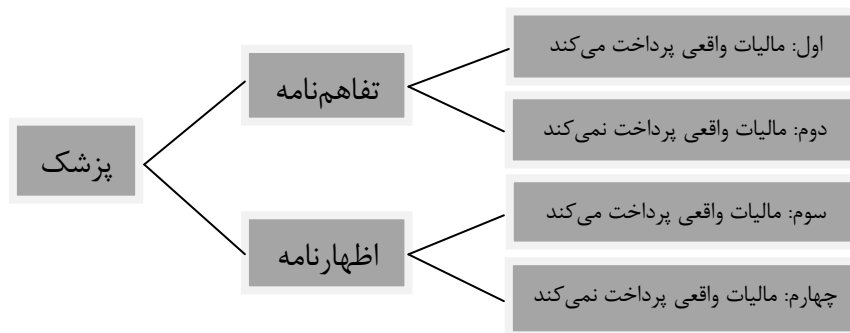 پزشک
تفاهم‌نامه
اول: مالیات واقعی پرداخت می‌کند
دوم: مالیات واقعی پرداخت نمی‌کند
اظهارنامه
سوم: مالیات واقعی پرداخت می‌کند
چهارم: مالیات واقعی پرداخت نمی‌کند